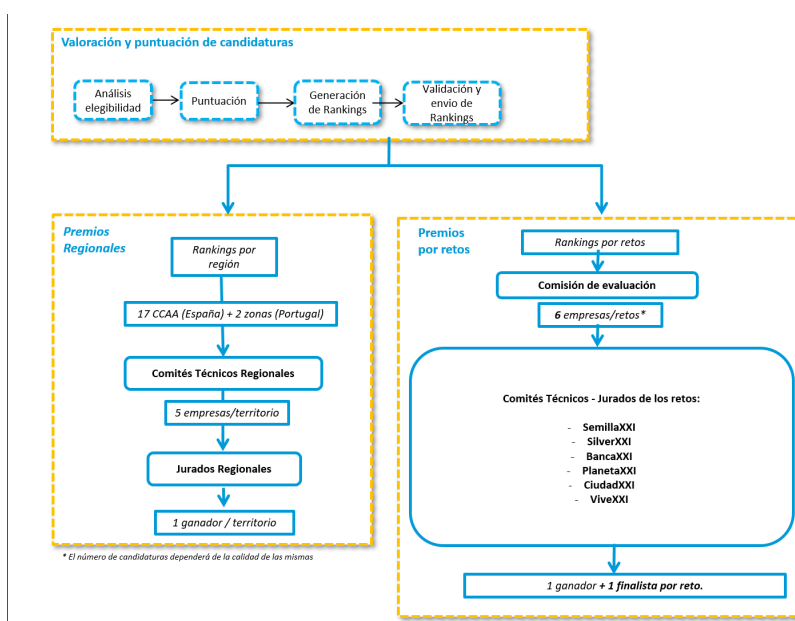 Valoración y puntuación de candidaturas
Análisis
elegibilidad
Puntuación
Generación
de Rankings
Validación y
envio de
Rankings
Premios
Regionales
Rankings por
región
17 CCAA (España) + 2 zonas (Portugal)
Comités Técnicos Regionales
5 empresas/territorio
Jurados Regionales
1 ganador / territorio
* El número de candidaturas dependerá de la calidad de las mismas
Premios
por retos
Rankings por retos
Comisión de evaluación
6 empresas/retos*
Comités Técnicos - Jurados de los retos:
- SemillaXXI
- SilverXXI
- BancaXXI
- PlanetaXXI
- CiudadXXI
- ViveXXI
1 ganador + 1 finalista por reto.